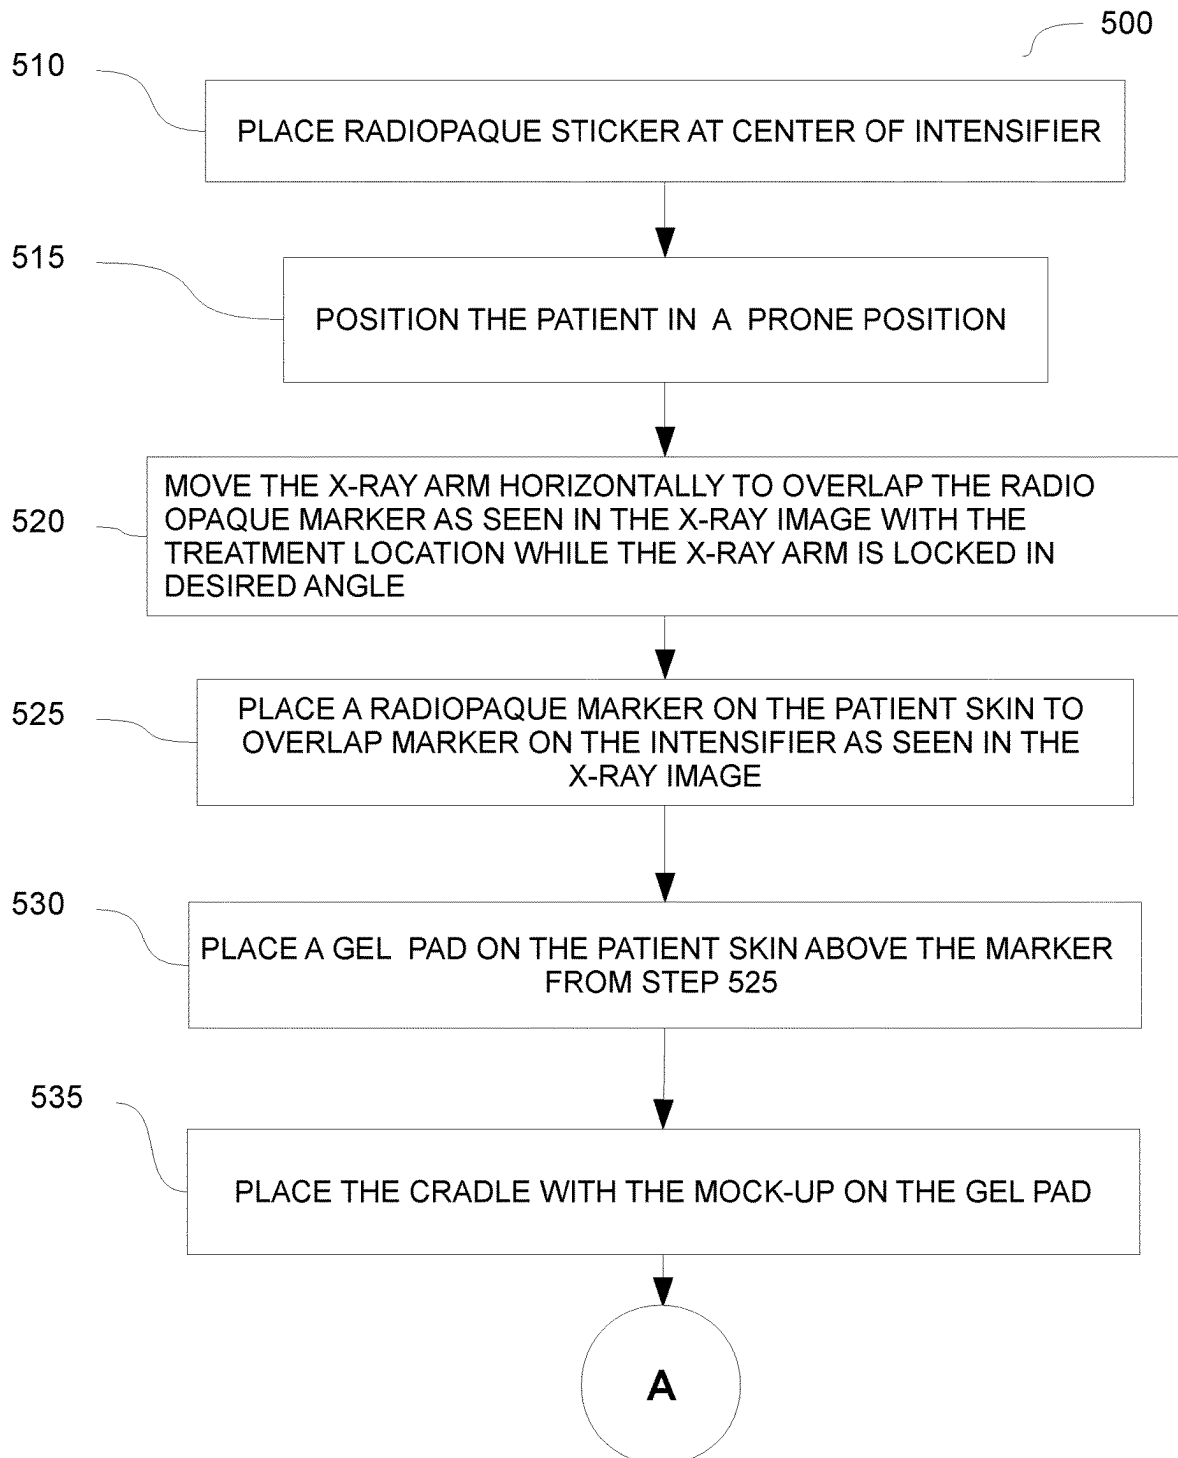 500
510
PLACE RADIOPAQUE STICKER AT CENTER OF INTENSIFIER
515
POSITION THE PATIENT IN A PRONE POSITION
520
MOVE THE X-RAY ARM HORIZONTALLY TO OVERLAP THE RADIO
OPAQUE MARKER AS SEEN IN THE X-RAY IMAGE WITH THE
TREATMENT LOCATION WHILE THE X-RAY ARM IS LOCKED IN
DESIRED ANGLE
525
PLACE A RADIOPAQUE MARKER ON THE PATIENT SKIN TO
OVERLAP MARKER ON THE INTENSIFIER AS SEEN IN THE
X-RAY IMAGE
530
PLACE A GEL PAD ON THE PATIENT SKIN ABOVE THE MARKER
FROM STEP 525
535
PLACE THE CRADLE WITH THE MOCK-UP ON THE GEL PAD
A